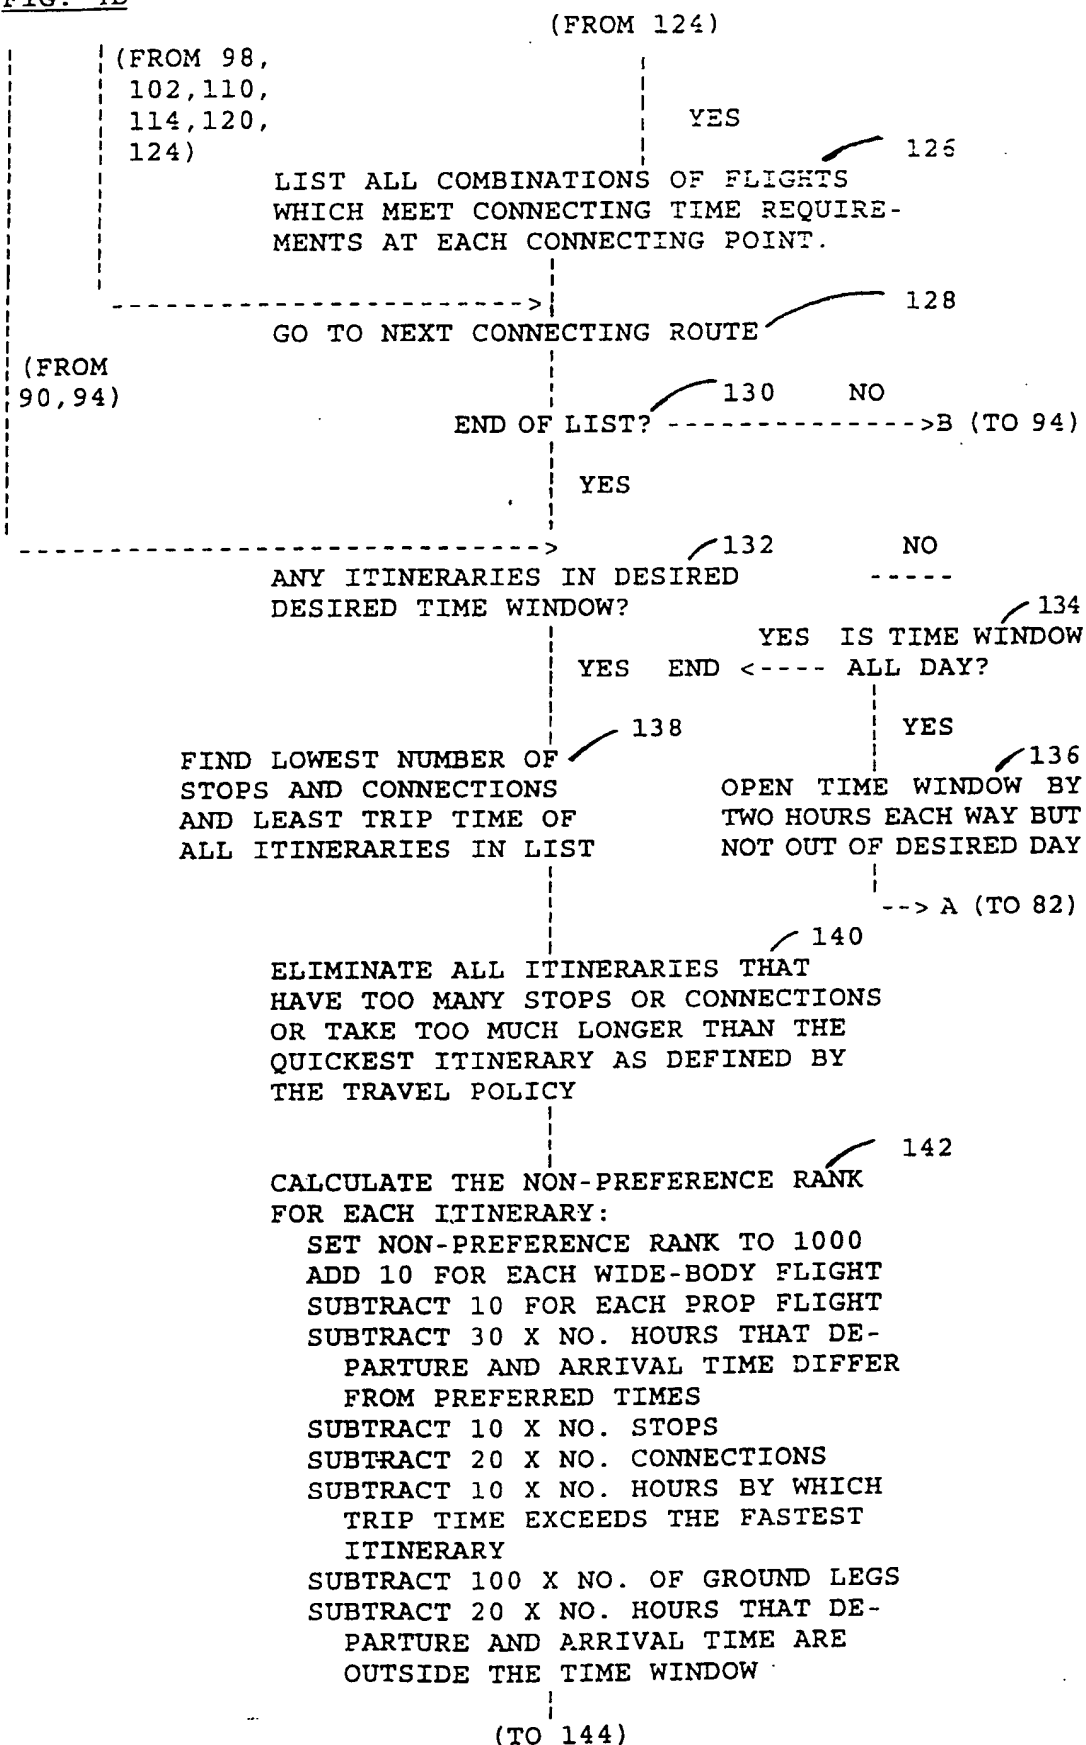 FIG. 4B
(FROM 124)
(FROM 98,
102,110,
114,120,
124)
YES
126
LIST ALL COMBINATIONS OF FLIGHTS
WHICH MEET CONNECTING TIME REQUIRE-
MENTS AT EACH CONNECTING POINT.
128
GO TO NEXT CONNECTING ROUTE
(FROM
90,94)
130 NO
END OF LIST? -------------->B (TO 94)
YES
132 NO
ANY ITINERARIES IN DESIRED
DESIRED TIME WINDOW?
134
YES IS TIME WINDOW
YES END <---- ALL DAY?
138 YES
136
FIND LOWEST NUMBER OF
STOPS AND CONNECTIONS
AND LEAST TRIP TIME OF
ALL ITINERARIES IN LIST
OPEN TIME WINDOW BY
TWO HOURS EACH WAY BUT
NOT OUT OF DESIRED DAY
--> A (TO 82)
140
ELIMINATE ALL ITINERARIES THAT
HAVE TOO MANY STOPS OR CONNECTIONS
OR TAKE TOO MUCH LONGER THAN THE
QUICKEST ITINERARY AS DEFINED BY
THE TRAVEL POLICY
142
CALCULATE THE NON-PREFERENCE RANK
FOR EACH ITINERARY:
SET NON-PREFERENCE RANK TO 1000
ADD 10 FOR EACH WIDE-BODY FLIGHT
SUBTRACT 10 FOR EACH PROP FLIGHT
SUBTRACT 30 X NO. HOURS THAT DE-
PARTURE AND ARRIVAL TIME DIFFER
FROM PREFERRED TIMES
SUBTRACT 10 X NO. STOPS
SUBTRACT 20 X NO. CONNECTIONS
SUBTRACT 10 X NO. HOURS BY WHICH
TRIP TIME EXCEEDS THE FASTEST
ITINERARY
SUBTRACT 100 X NO. OF GROUND LEGS
SUBTRACT 20 X NO. HOURS THAT DE-
PARTURE AND ARRIVAL TIME ARE
OUTSIDE THE TIME WINDOW
(TO 144)